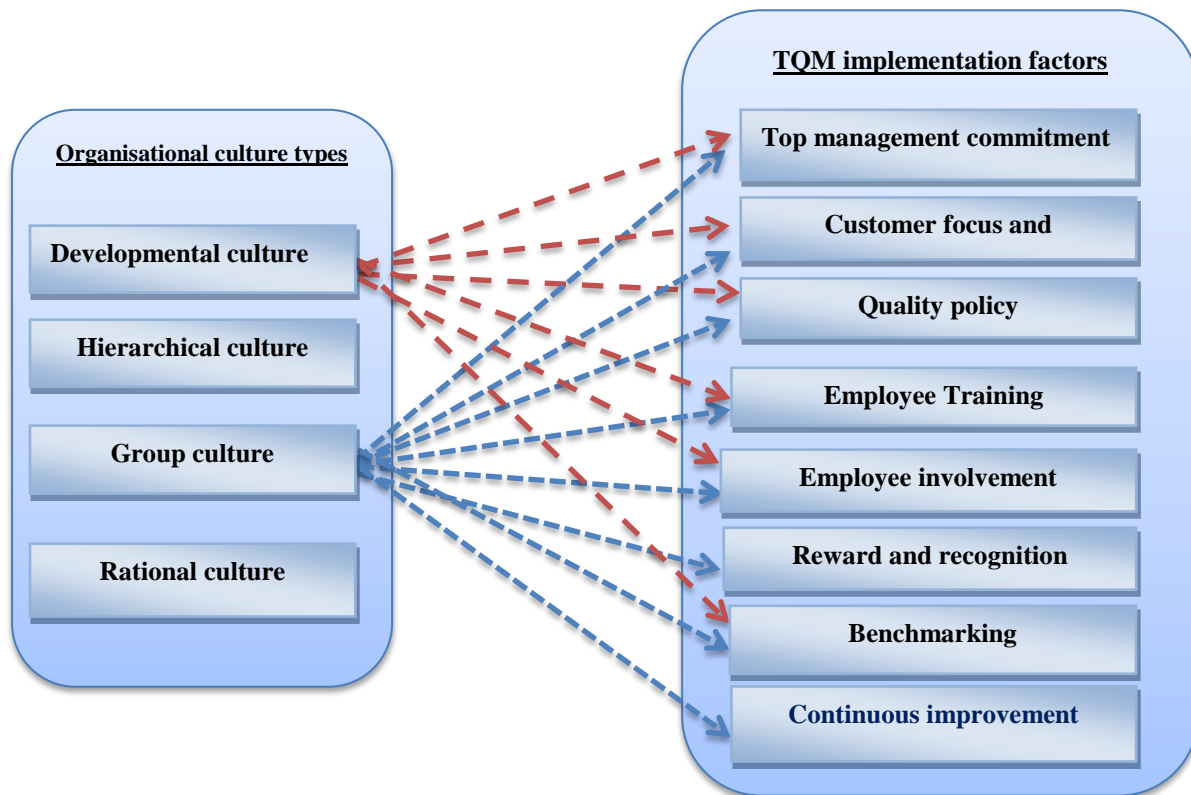 Organisational culture types
Developmental culture
Hierarchical culture
Group culture
Rational culture
TQM implementation factors
Top management commitment
Customer focus and
Quality policy
Employee Training
Employee involvement
Reward and recognition
Benchmarking
Continuous improvement